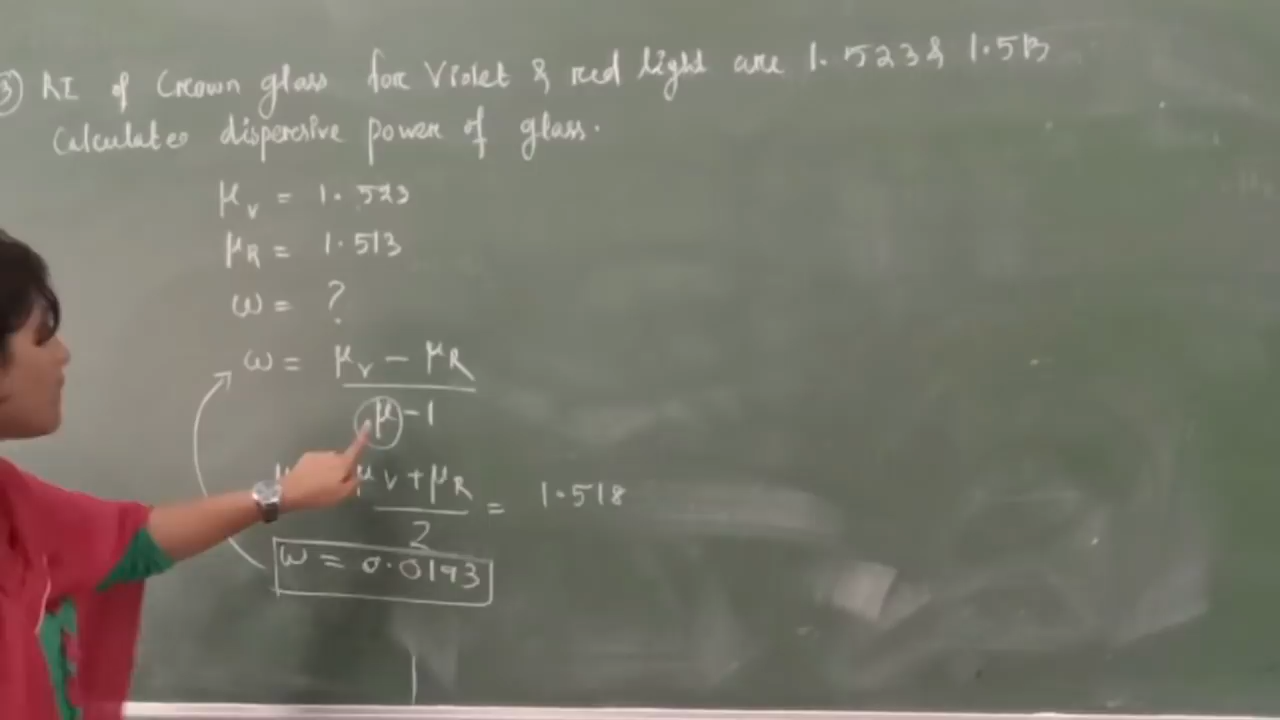 3) RI of Crown glass for Violet & red light are 1.523 & 1.513
Calculate dispersive power of glass.
μv = 1.523
μR = 1.513
ω = ?
ω = μv - μR
μ - 1
μv + μR = 1.518
2
ω = 0.0193